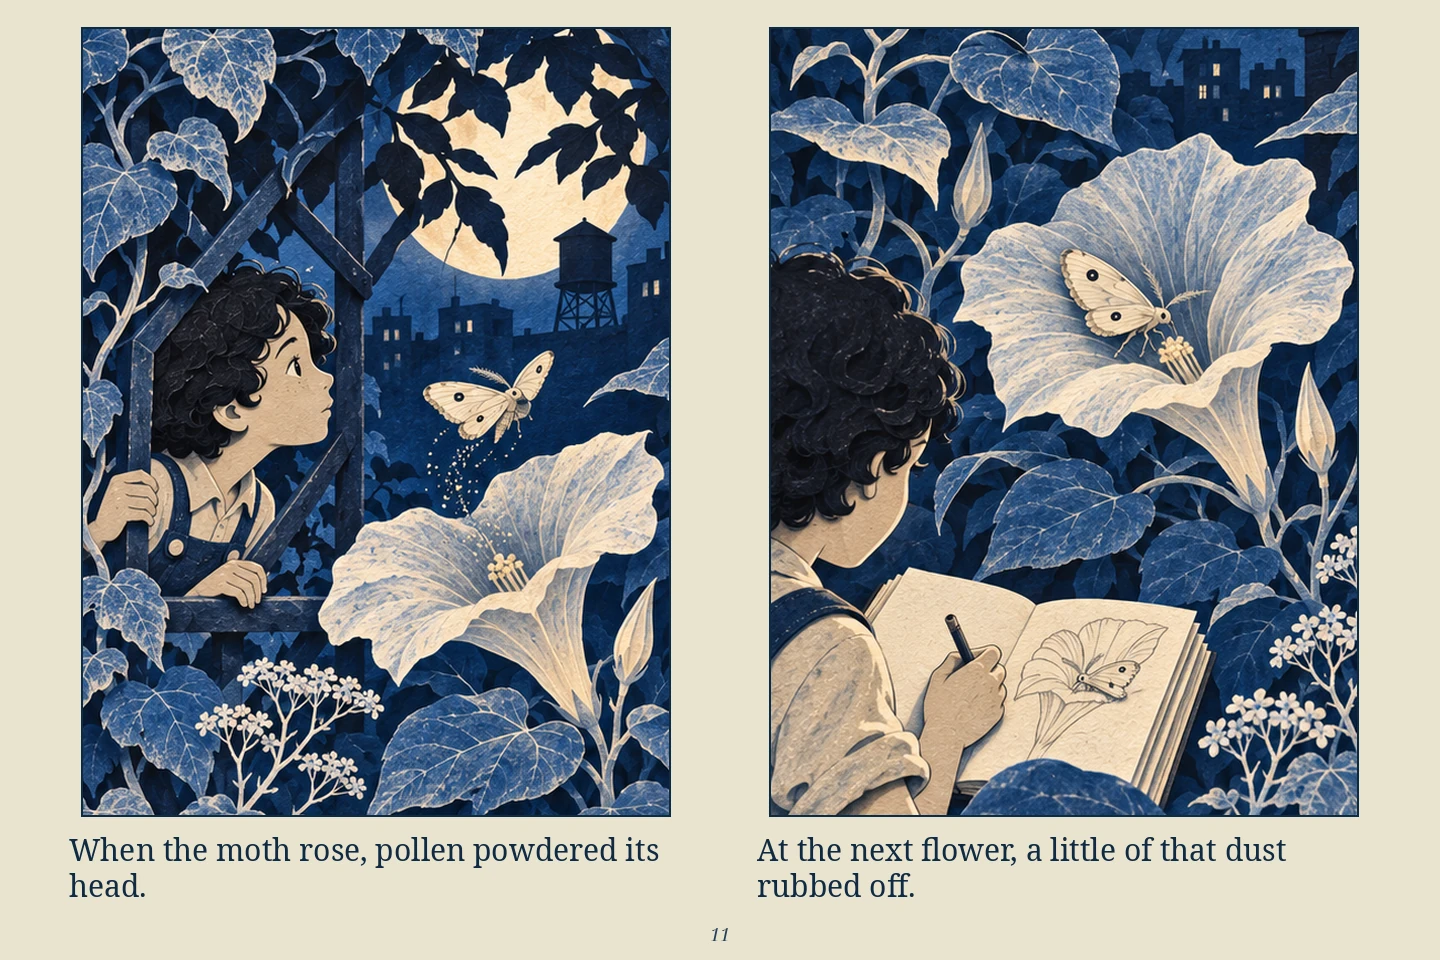 When the moth rose, pollen powdered its
head.
At the next flower, a little of that dust
rubbed off.
11